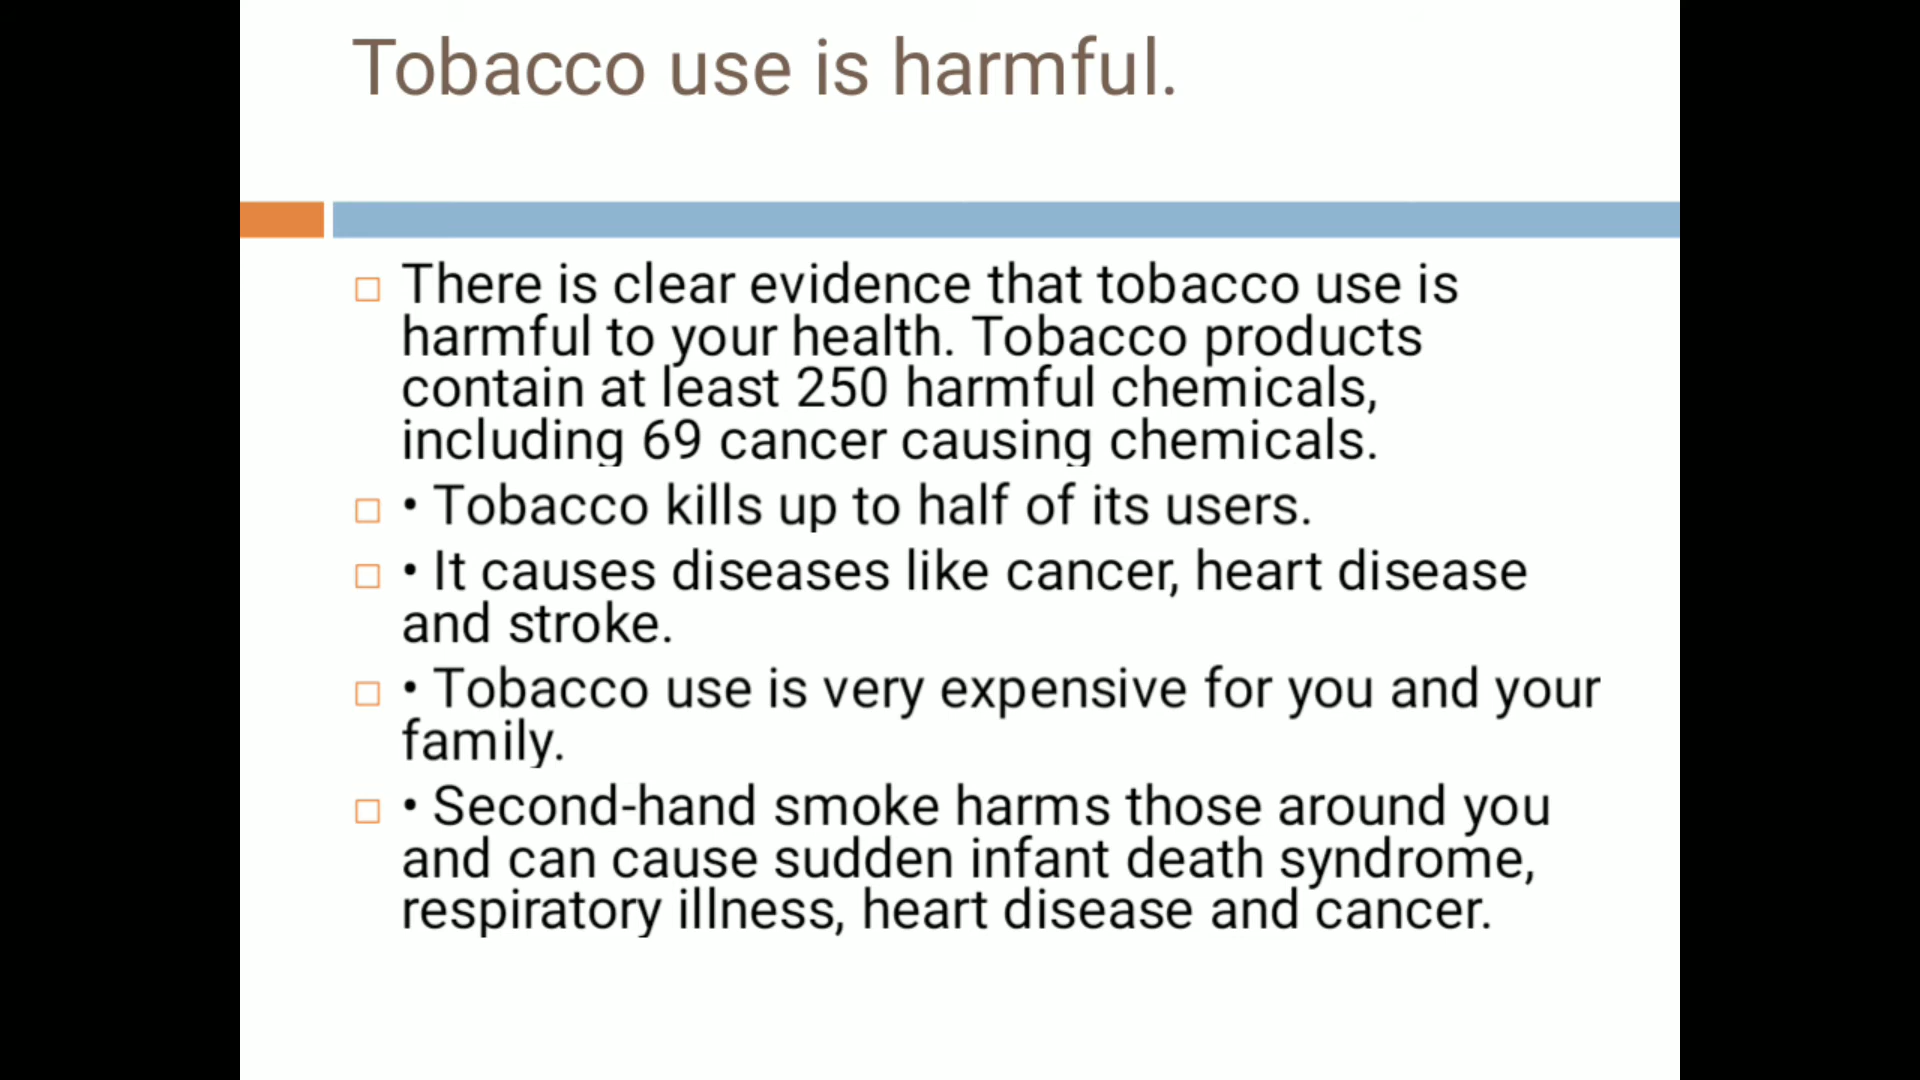 Tobacco use is harmful.
There is clear evidence that tobacco use is
harmful to your health. Tobacco products
contain at least 250 harmful chemicals,
including 69 cancer causing chemicals.
• Tobacco kills up to half of its users.
• It causes diseases like cancer, heart disease
and stroke.
• Tobacco use is very expensive for you and your
family.
• Second-hand smoke harms those around you
and can cause sudden infant death syndrome,
respiratory illness, heart disease and cancer.